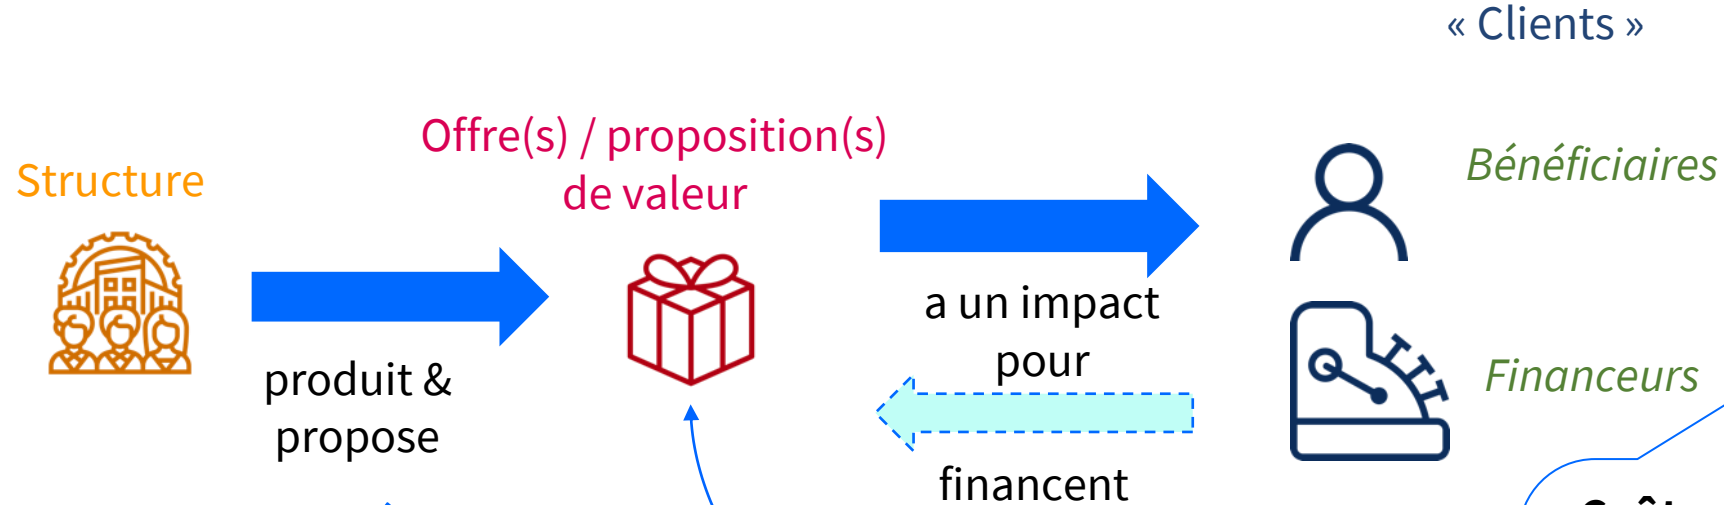 « Clients »
Offre(s) / proposition(s)
de valeur
Structure
Bénéficiaires
a un impact
pour
produit &
propose
Financeurs
financent